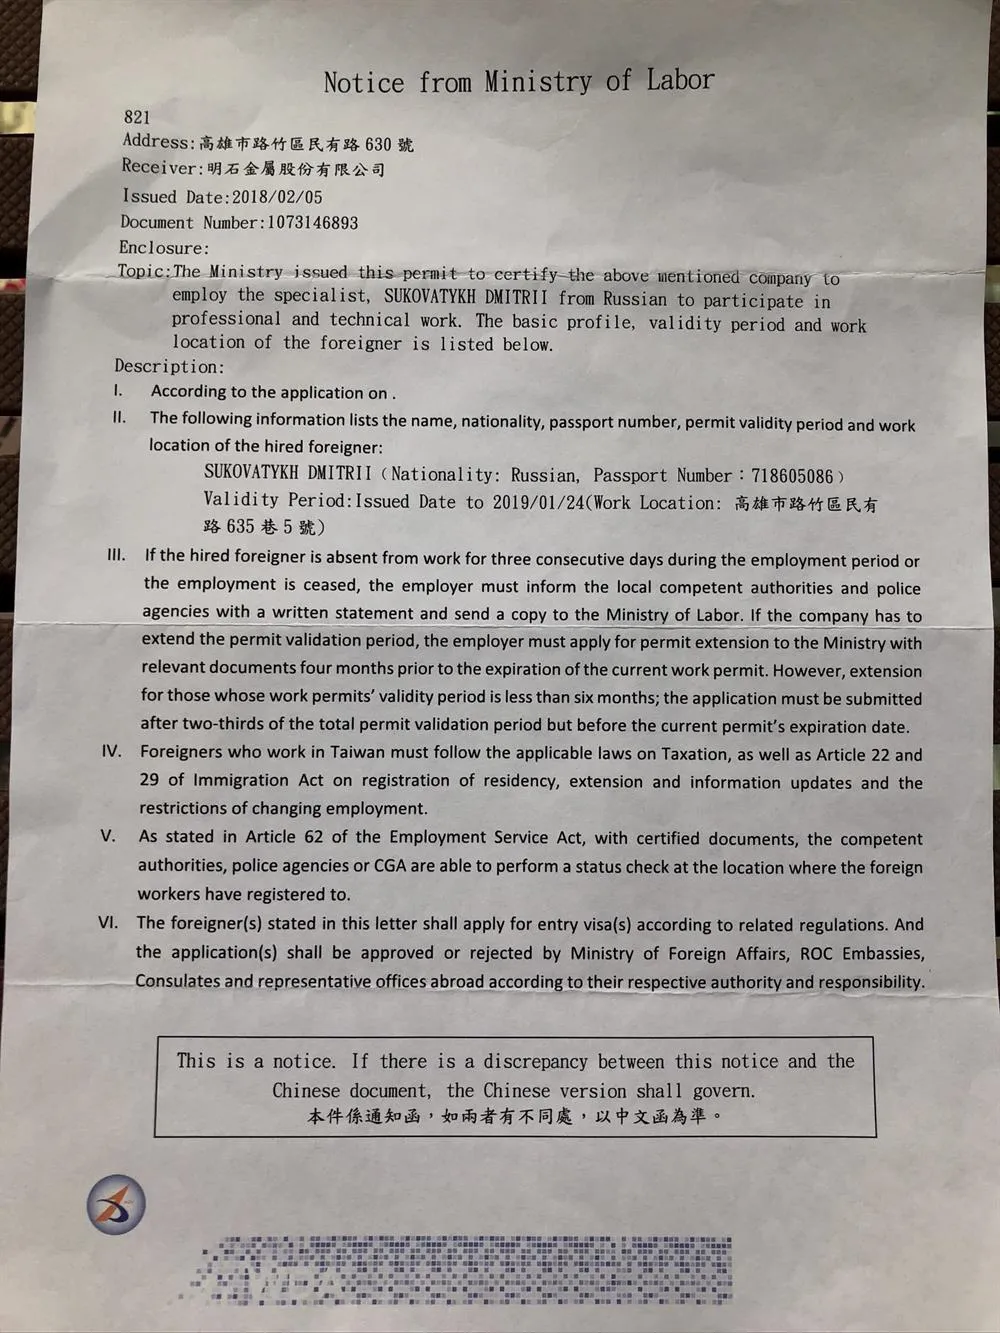 Notice from Ministry of Labor
821
Address:高雄市路竹區民有路 630 號
Receiver:明石金屬股份有限公司
Issued Date:2018/02/05
Document Number:1073146893
Enclosure:
Topic:The Ministry issued this permit to certify the above mentioned company to
employ the specialist, SUKOVATYKH DMITRII from Russian to participate in
professional and technical work. The basic profile, validity period and work
location of the foreigner is listed below.
Description:
I. According to the application on .
II. The following information lists the name, nationality, passport number, permit validity period and work
location of the hired foreigner:
SUKOVATYKH DMITRII（Nationality: Russian, Passport Number：718605086）
Validity Period:Issued Date to 2019/01/24(Work Location: 高雄市路竹區民有
路 635 巷 5 號)
III. If the hired foreigner is absent from work for three consecutive days during the employment period or
the employment is ceased, the employer must inform the local competent authorities and police
agencies with a written statement and send a copy to the Ministry of Labor. If the company has to
extend the permit validation period, the employer must apply for permit extension to the Ministry with
relevant documents four months prior to the expiration of the current work permit. However, extension
for those whose work permits’ validity period is less than six months; the application must be submitted
after two-thirds of the total permit validation period but before the current permit’s expiration date.
IV. Foreigners who work in Taiwan must follow the applicable laws on Taxation, as well as Article 22 and
29 of Immigration Act on registration of residency, extension and information updates and the
restrictions of changing employment.
V. As stated in Article 62 of the Employment Service Act, with certified documents, the competent
authorities, police agencies or CGA are able to perform a status check at the location where the foreign
workers have registered to.
VI. The foreigner(s) stated in this letter shall apply for entry visa(s) according to related regulations. And
the application(s) shall be approved or rejected by Ministry of Foreign Affairs, ROC Embassies,
Consulates and representative offices abroad according to their respective authority and responsibility.
This is a notice. If there is a discrepancy between this notice and the
Chinese document, the Chinese version shall govern.
本件係通知函，如兩者有不同處，以中文函為準。